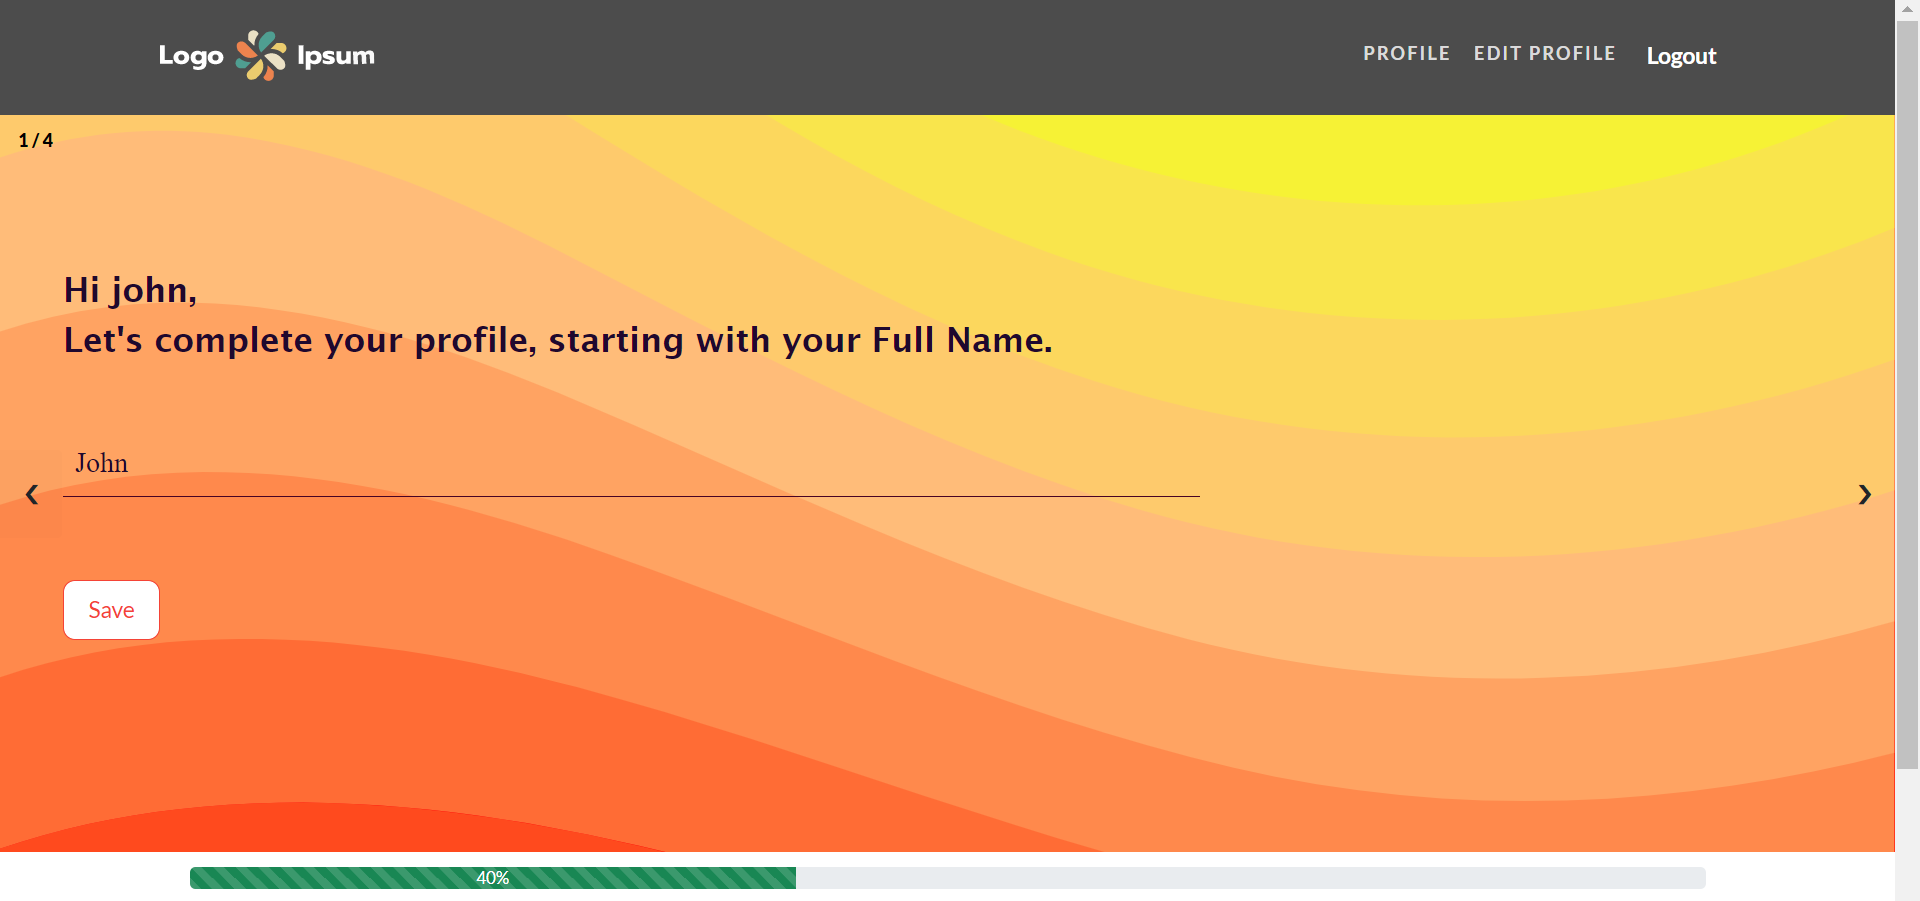 Logo Ipsum
PROFILE EDIT PROFILE Logout
1 / 4
Hi john,
Let's complete your profile, starting with your Full Name.
John
❮ ❯
Save
40%